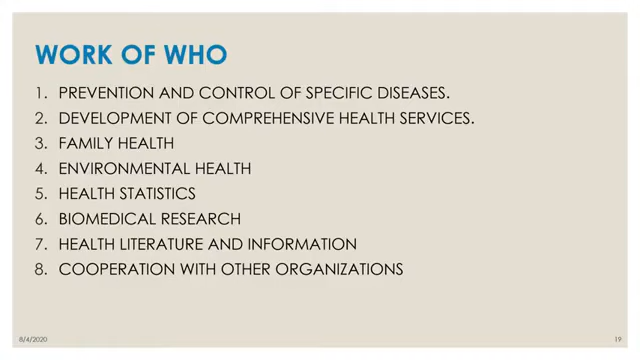 WORK OF WHO
1. PREVENTION AND CONTROL OF SPECIFIC DISEASES.
2. DEVELOPMENT OF COMPREHENSIVE HEALTH SERVICES.
3. FAMILY HEALTH
4. ENVIRONMENTAL HEALTH
5. HEALTH STATISTICS
6. BIOMEDICAL RESEARCH
7. HEALTH LITERATURE AND INFORMATION
8. COOPERATION WITH OTHER ORGANIZATIONS
8/4/2020 19